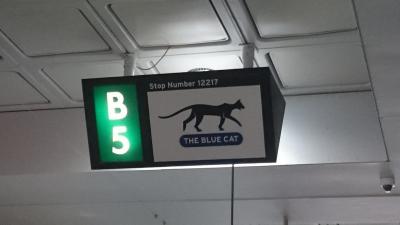 Stop Number 12217
B
5
THE BLUE CAT